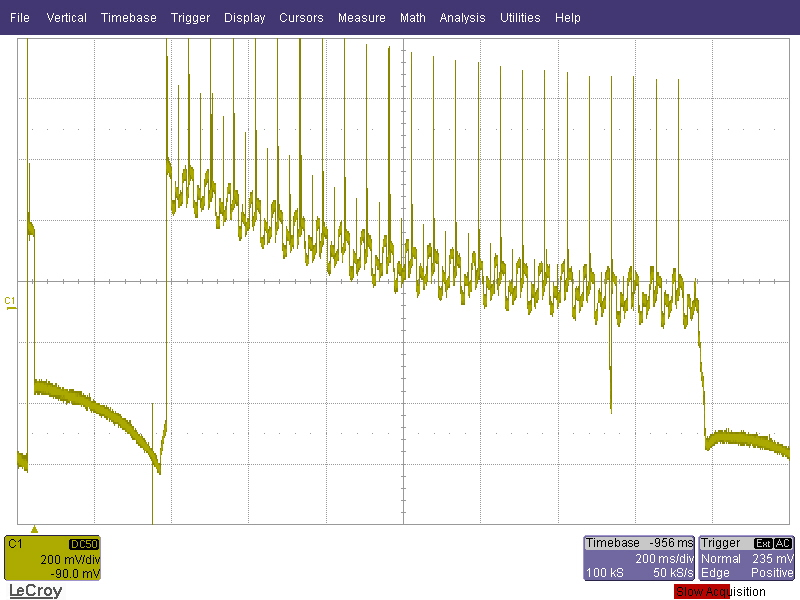 File Vertical Timebase Trigger Display Cursors Measure Math Analysis Utilities Help
C1
C1 DC50
200 mV/div
-90.0 mV
Timebase -956 ms
200 ms/div
100 kS 50 kS/s
Trigger Ext AC
Normal 235 mV
Edge Positive
LeCroy
Slow Acquisition